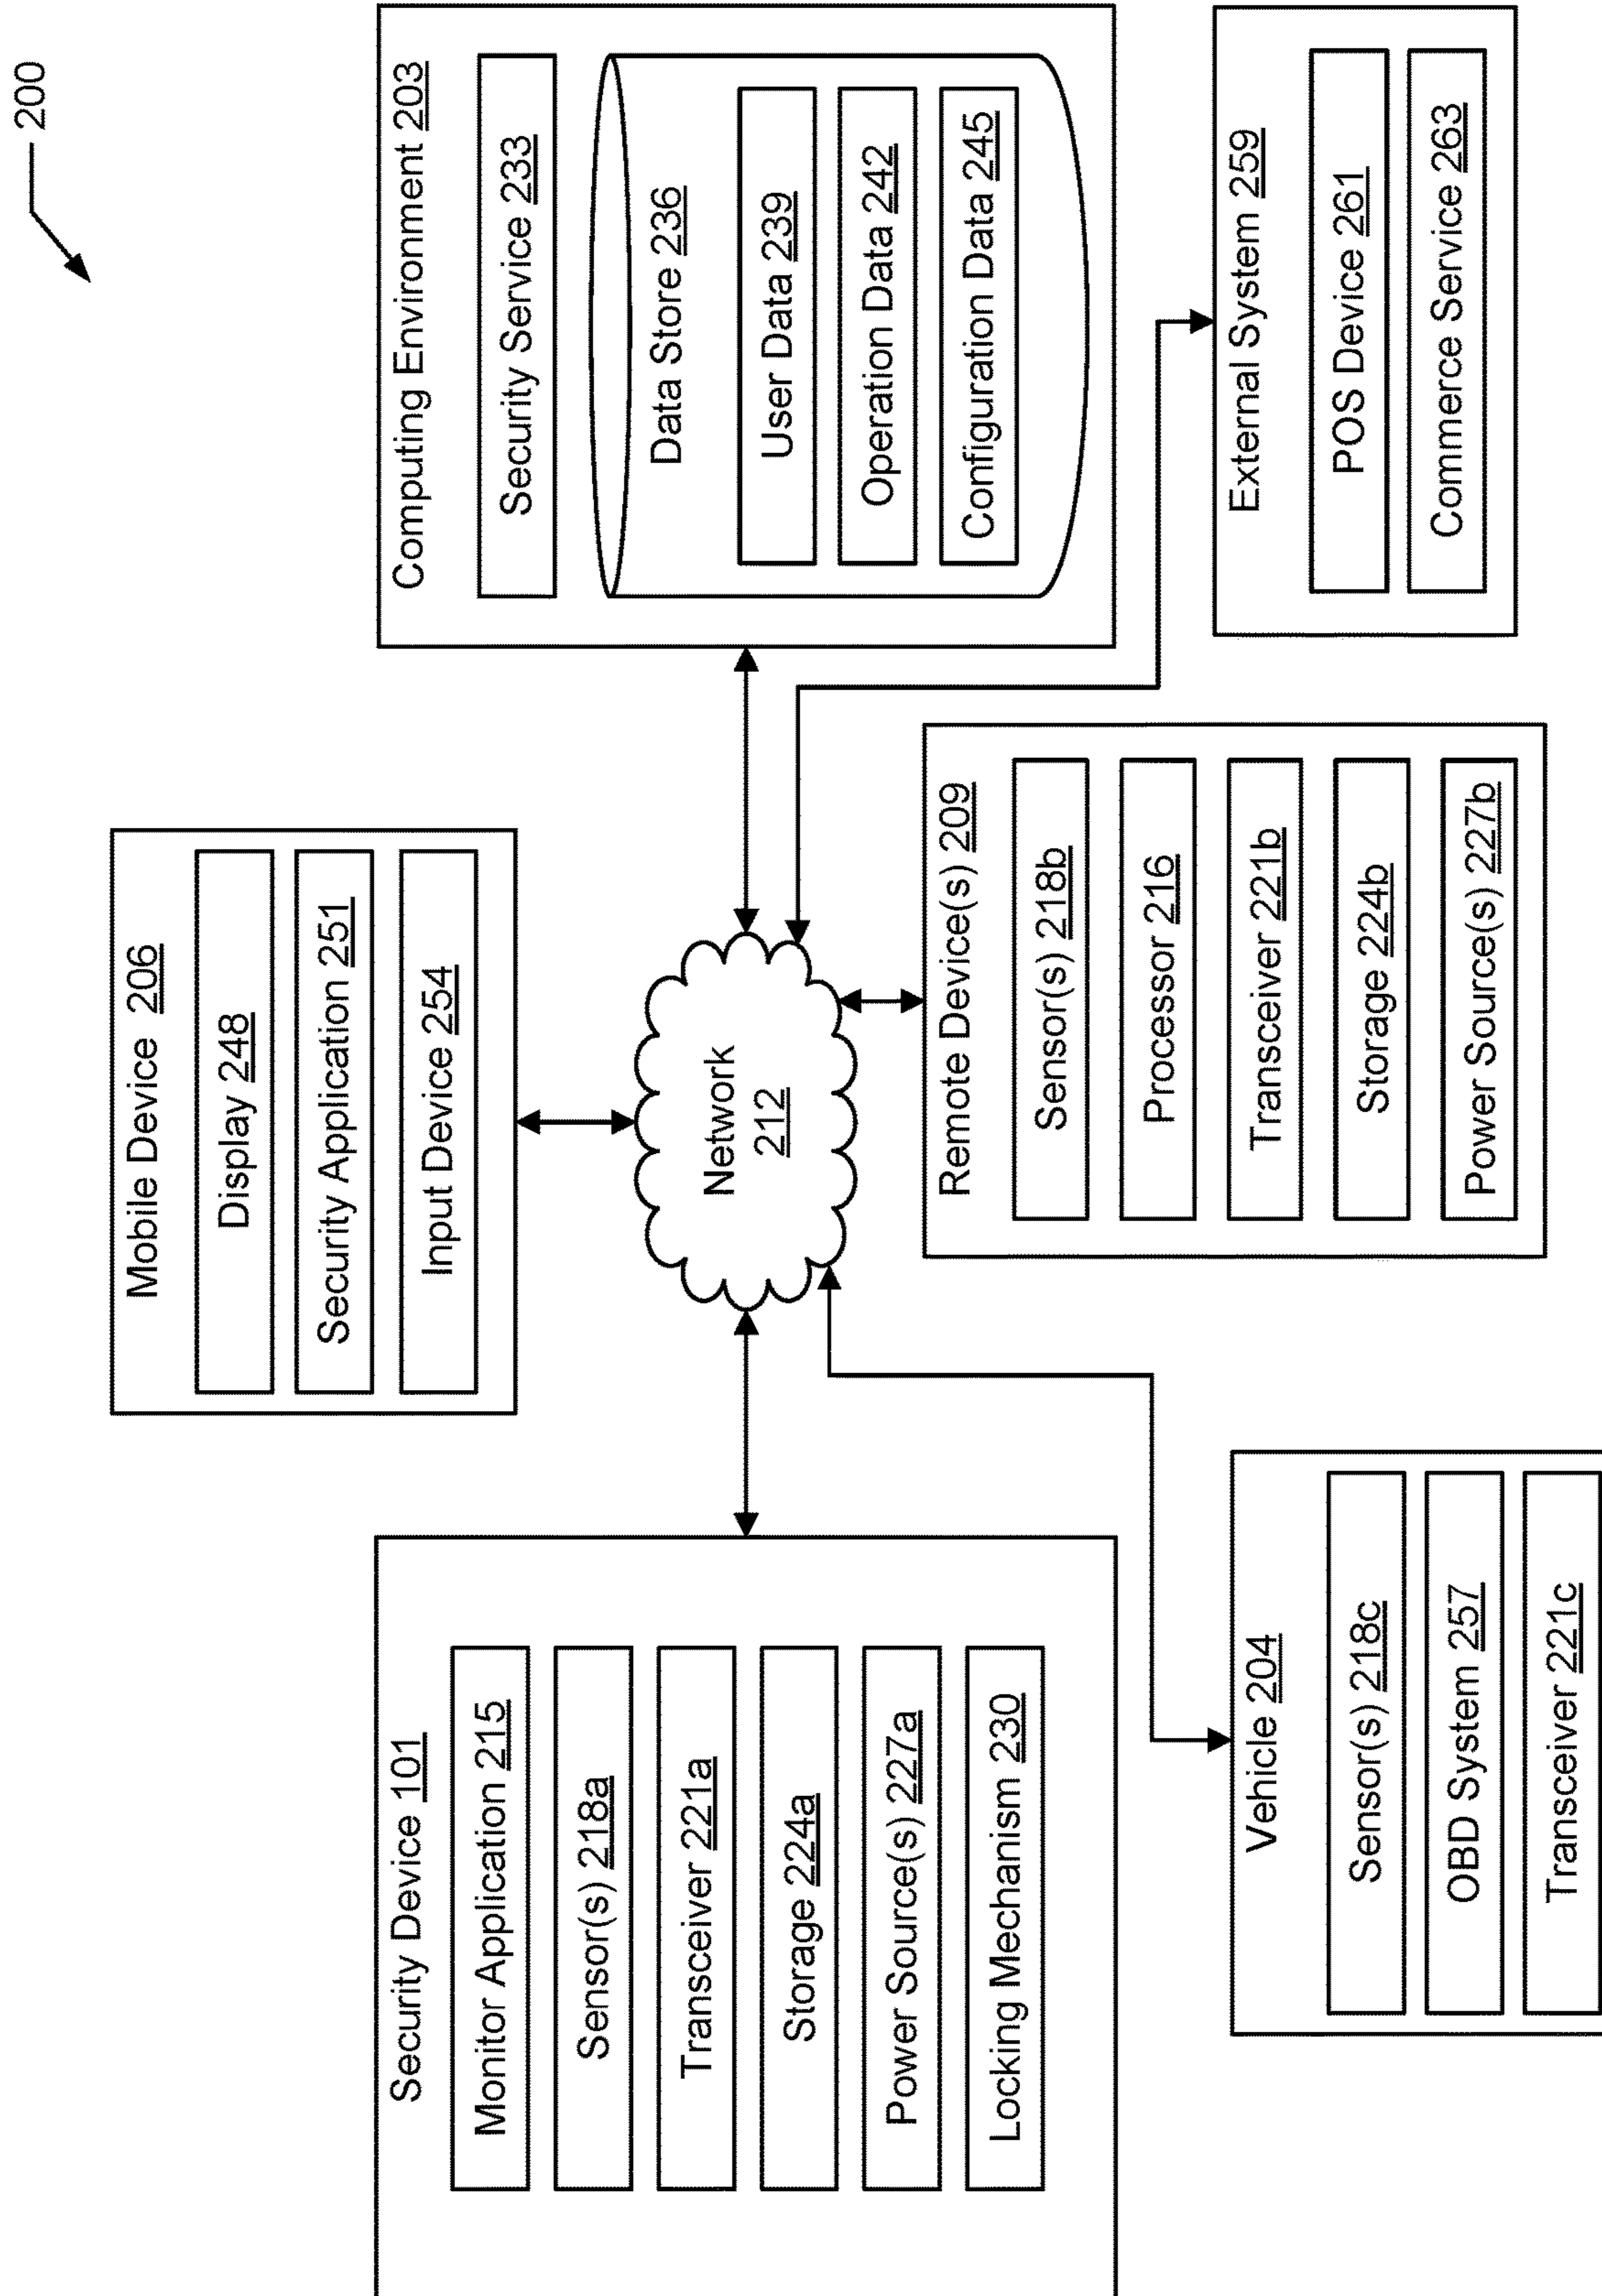 200
Mobile Device 206
Display 248
Security Application 251
Input Device 254
Security Device 101
Monitor Application 215
Sensor(s) 218a
Transceiver 221a
Storage 224a
Power Source(s) 227a
Locking Mechanism 230
Network
212
Computing Environment 203
Security Service 233
Data Store 236
User Data 239
Operation Data 242
Configuration Data 245
Vehicle 204
Sensor(s) 218c
OBD System 257
Transceiver 221c
Remote Device(s) 209
Sensor(s) 218b
Processor 216
Transceiver 221b
Storage 224b
Power Source(s) 227b
External System 259
POS Device 261
Commerce Service 263